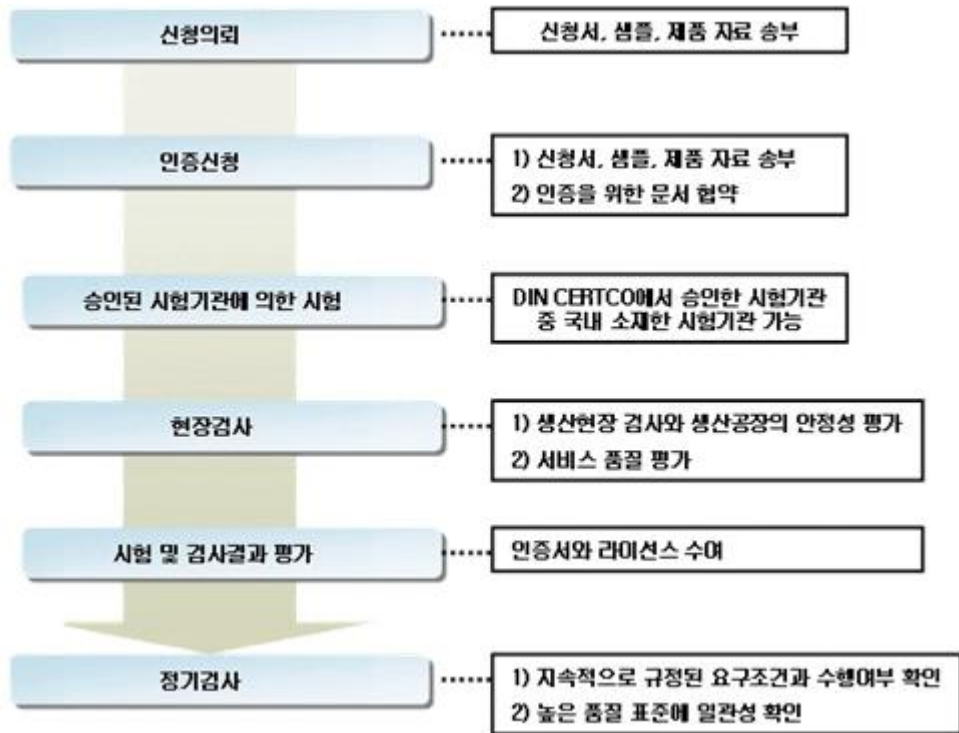 신청의뢰
신청서, 샘플, 제품 자료 송부
인증신청
1) 신청서, 샘플, 제품 자료 송부
2) 인증을 위한 문서 협약
승인된 시험기관에 의한 시험
DIN CERTCO에서 승인한 시험기관
중 국내 소재한 시험기관 가능
현장검사
1) 생산현장 검사와 생산공장의 안정성 평가
2) 서비스 품질 평가
시험 및 검사결과 평가
인증서와 라이선스 수여
정기검사
1) 지속적으로 규정된 요구조건과 수행여부 확인
2) 높은 품질 표준에 일관성 확인